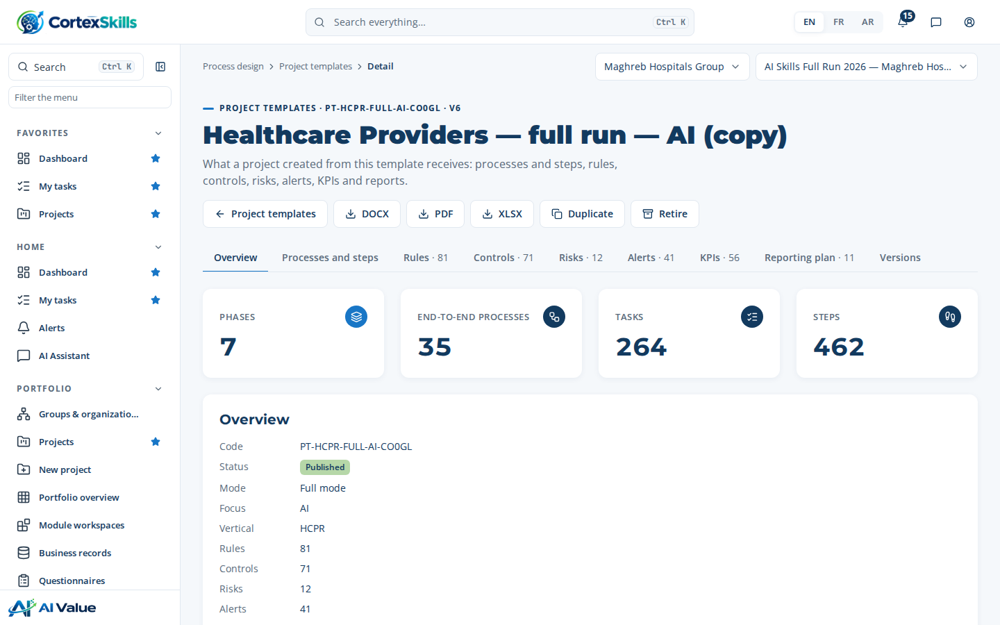 CortexSkills
Search everything...
Ctrl K
EN
FR
AR
15
Search
Ctrl K
Filter the menu
FAVORITES
Dashboard
My tasks
Projects
HOME
Dashboard
My tasks
Alerts
AI Assistant
PORTFOLIO
Groups & organizatio...
Projects
New project
Portfolio overview
Module workspaces
Business records
Questionnaires
AI Value
Process design > Project templates > Detail
Maghreb Hospitals Group
AI Skills Full Run 2026 — Maghreb Hos...
PROJECT TEMPLATES · PT-HCPR-FULL-AI-CO0GL · V6
Healthcare Providers — full run — AI (copy)
What a project created from this template receives: processes and steps, rules,
controls, risks, alerts, KPIs and reports.
Project templates
DOCX
PDF
XLSX
Duplicate
Retire
Overview
Processes and steps
Rules · 81
Controls · 71
Risks · 12
Alerts · 41
KPIs · 56
Reporting plan · 11
Versions
PHASES
7
END-TO-END PROCESSES
35
TASKS
264
STEPS
462
Overview
Code PT-HCPR-FULL-AI-CO0GL
Status Published
Mode Full mode
Focus AI
Vertical HCPR
Rules 81
Controls 71
Risks 12
Alerts 41